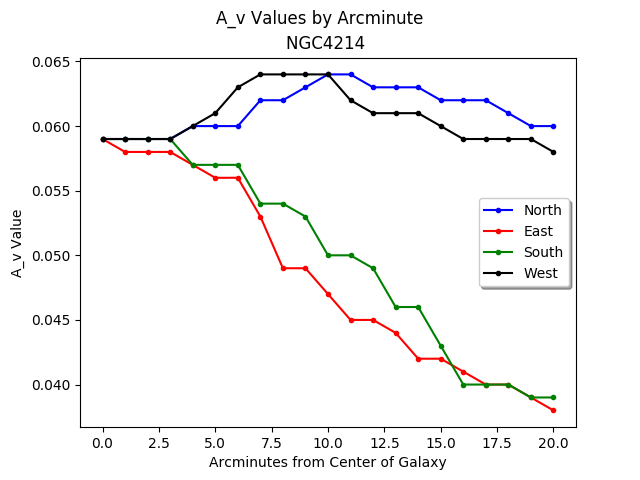 A_v Values by Arcminute
NGC4214
0.065
0.060
0.055
0.050
0.045
0.040
A_v Value
North
East
South
West
0.0 2.5 5.0 7.5 10.0 12.5 15.0 17.5 20.0
Arcminutes from Center of Galaxy